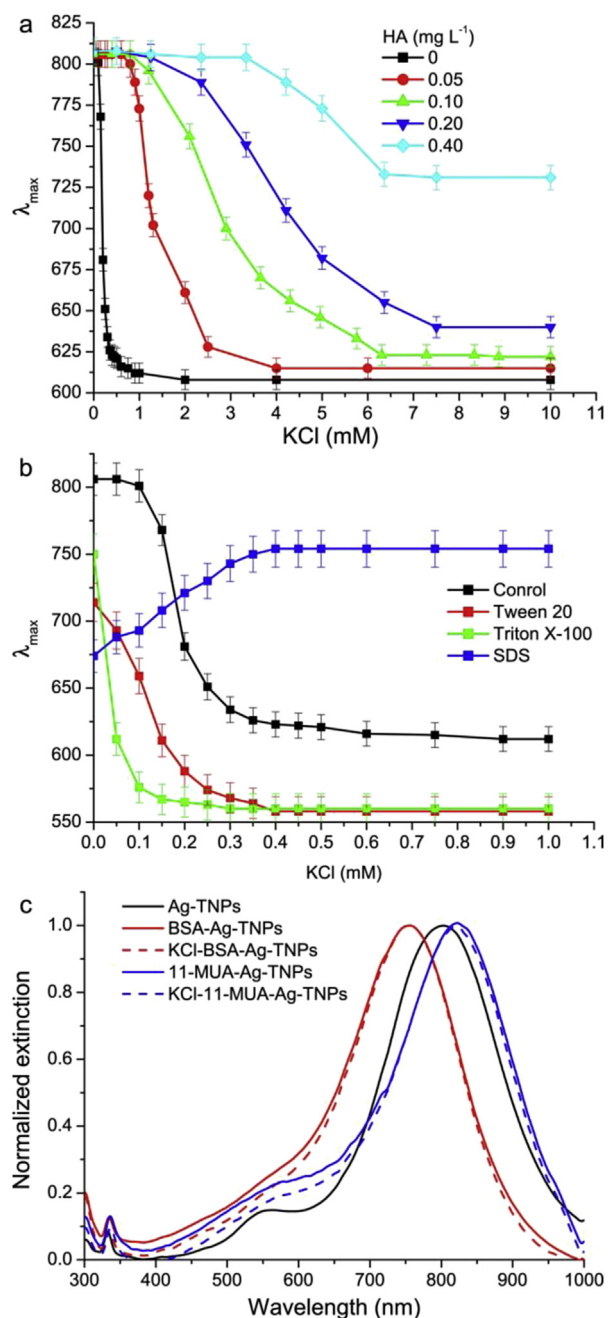 a
HA (mg L⁻¹)
0
0.05
0.10
0.20
0.40
825
800
775
750
725
700
675
650
625
600
λmax
0 1 2 3 4 5 6 7 8 9 10 11
KCl (mM)
b
800
750
700
650
600
550
λmax
Conrol
Tween 20
Triton X-100
SDS
0.0 0.1 0.2 0.3 0.4 0.5 0.6 0.7 0.8 0.9 1.0
KCl (mM)
c
Ag-TNPs
BSA-Ag-TNPs
KCl-BSA-Ag-TNPs
11-MUA-Ag-TNPs
KCl-11-MUA-Ag-TNPs
1.0
0.8
0.6
0.4
0.2
0.0
Normalized extinction
300 400 500 600 700 800 900 1000
Wavelength (nm)